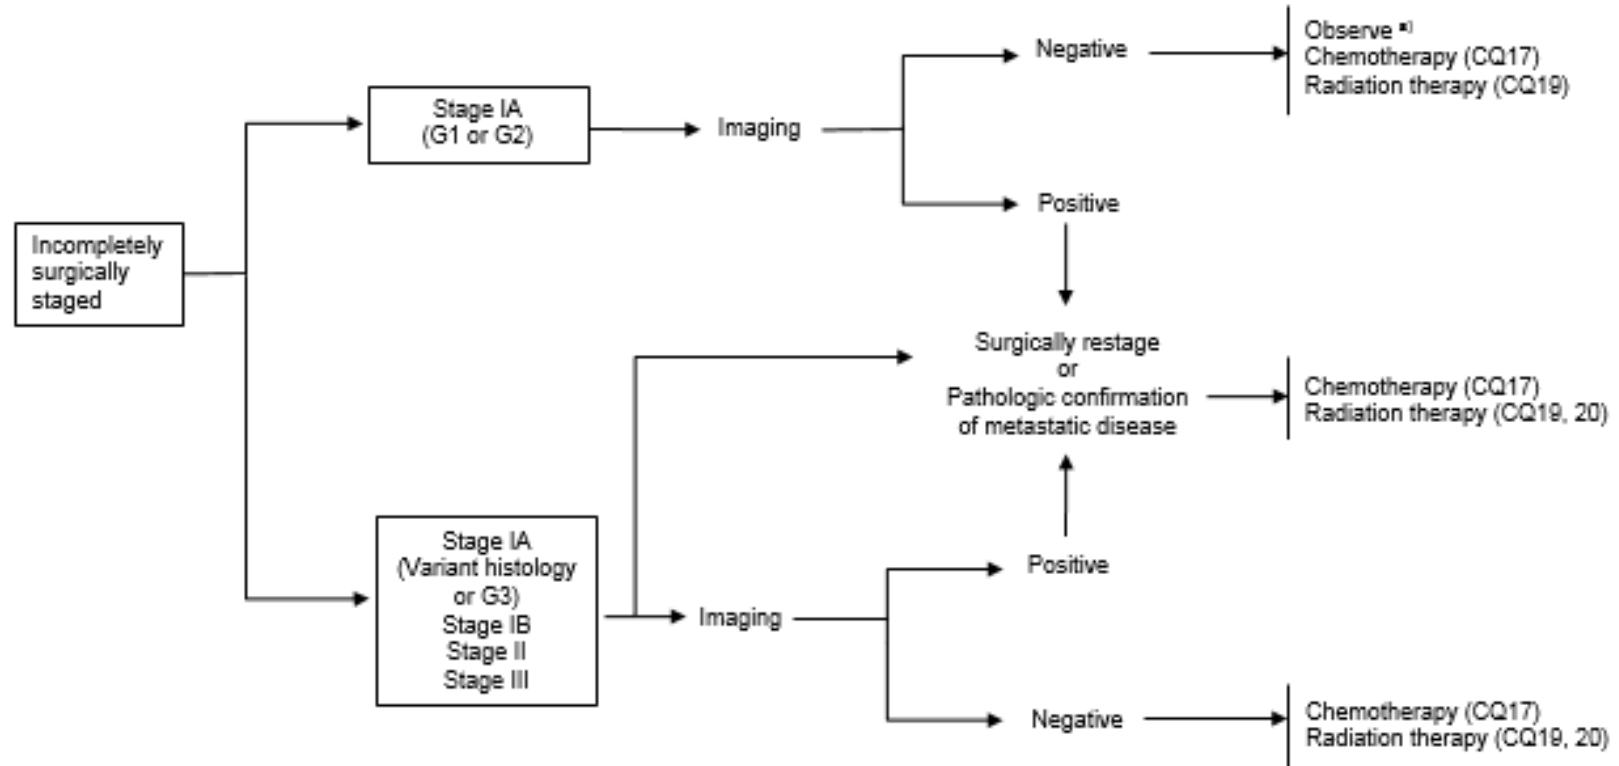 Observe a)
Chemotherapy (CQ17)
Radiation therapy (CQ19)
Negative
Stage IA
(G1 or G2)
Imaging
Positive
Incompletely
surgically
staged
Surgically restage
or
Pathologic confirmation
of metastatic disease
Chemotherapy (CQ17)
Radiation therapy (CQ19, 20)
Stage IA
(Variant histology
or G3)
Stage IB
Stage II
Stage III
Imaging
Positive
Negative
Chemotherapy (CQ17)
Radiation therapy (CQ19, 20)